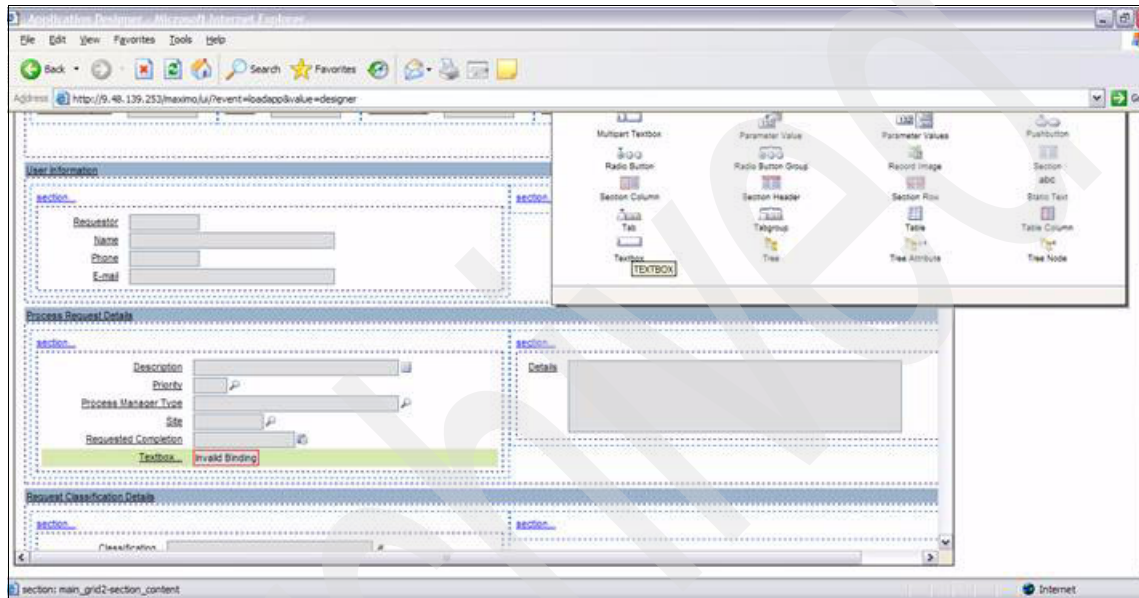 Application Designer - Microsoft Internet Explorer
File Edit View Favorites Tools Help
Back Search Favorites
Address http://9.48.139.253/maximo/ui/?event=loadapp&value=designer
Multipart Textbox Parameter Value Parameter Values Pushbutton
Radio Button Radio Button Group Record Image Section
abc
Section Column Section Header Section Row Static Text
Tab Tabgroup Table Table Column
Textbox Tree Tree Attribute Tree Node
TEXTBOX
User Information
section... section...
Requestor
Name
Phone
E-mail
Process Request Details
section... section...
Description Details
Priority
Process Manager Type
Site
Requested Completion
Textbox... Invalid Binding
Request Classification Details
section... section...
Classification
section: main_grid2-section_content Internet